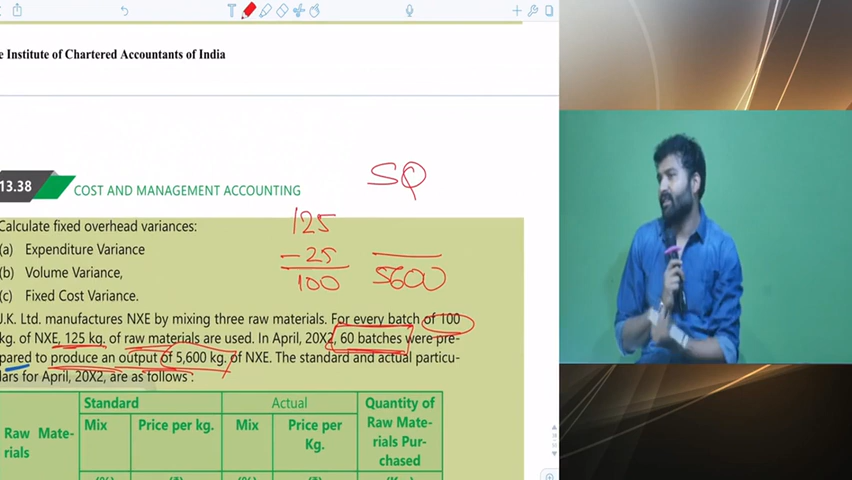 e Institute of Chartered Accountants of India
SQ
13.38 COST AND MANAGEMENT ACCOUNTING
125
Calculate fixed overhead variances:
(a) Expenditure Variance
- 25
(b) Volume Variance,
100 5600
(c) Fixed Cost Variance.
J.K. Ltd. manufactures NXE by mixing three raw materials. For every batch of 100
kg. of NXE, 125 kg. of raw materials are used. In April, 20X2, 60 batches were pre-
pared to produce an output of 5,600 kg. of NXE. The standard and actual particu-
lars for April, 20X2, are as follows :
Raw Mate-
rials
Standard
Actual
Quantity of
Raw Mate-
rials Pur-
chased
Mix
Price per kg.
Mix
Price per
Kg.